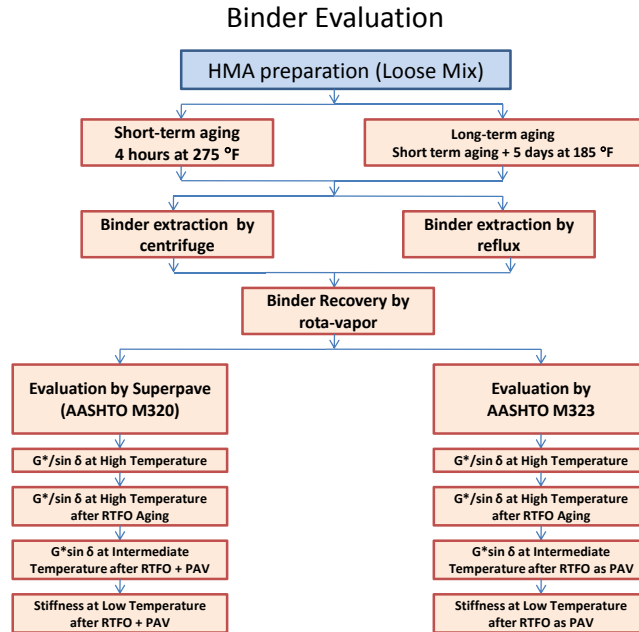 Binder Evaluation
HMA preparation (Loose Mix)
Short-term aging
4 hours at 275 °F
Long-term aging
Short term aging + 5 days at 185 °F
Binder extraction by
centrifuge
Binder extraction by
reflux
Binder Recovery by
rota-vapor
Evaluation by Superpave
(AASHTO M320)
Evaluation by
AASHTO M323
G*/sin δ at High Temperature
G*/sin δ at High Temperature
G*/sin δ at High Temperature
after RTFO Aging
G*/sin δ at High Temperature
after RTFO Aging
G*sin δ at Intermediate
Temperature after RTFO + PAV
G*sin δ at Intermediate
Temperature after RTFO as PAV
Stiffness at Low Temperature
after RTFO + PAV
Stiffness at Low Temperature
after RTFO as PAV